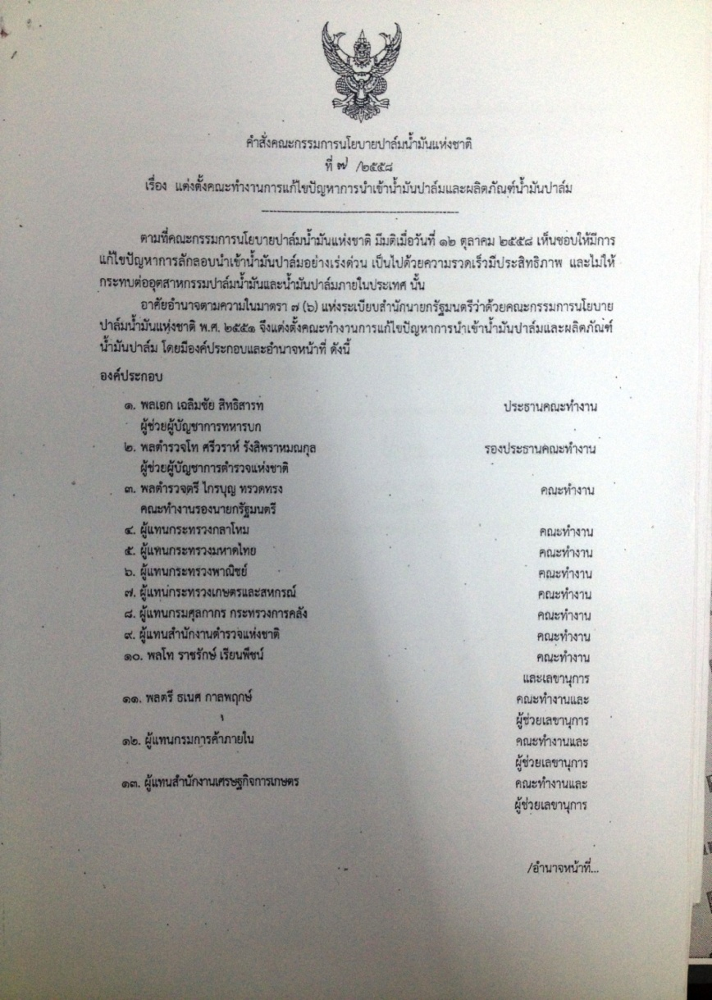 คำสั่งคณะกรรมการนโยบายปาล์มน้ำมันแห่งชาติ
ที่ ๗ /๒๕๕๘
เรื่อง แต่งตั้งคณะทำงานการแก้ไขปัญหาการนำเข้าน้ำมันปาล์มและผลิตภัณฑ์น้ำมันปาล์ม
ตามที่คณะกรรมการนโยบายปาล์มน้ำมันแห่งชาติ มีมติเมื่อวันที่ ๑๒ ตุลาคม ๒๕๕๘ เห็นชอบให้มีการ
แก้ไขปัญหาการลักลอบนำเข้าน้ำมันปาล์มอย่างเร่งด่วน เป็นไปด้วยความรวดเร็วมีประสิทธิภาพ และไม่ให้
กระทบต่ออุตสาหกรรมปาล์มน้ำมันและน้ำมันปาล์มภายในประเทศ นั้น
อาศัยอำนาจตามความในมาตรา ๗ (๖) แห่งระเบียบสำนักนายกรัฐมนตรีว่าด้วยคณะกรรมการนโยบาย
ปาล์มน้ำมันแห่งชาติ พ.ศ. ๒๕๕๑ จึงแต่งตั้งคณะทำงานการแก้ไขปัญหาการนำเข้าน้ำมันปาล์มและผลิตภัณฑ์
น้ำมันปาล์ม โดยมีองค์ประกอบและอำนาจหน้าที่ ดังนี้
องค์ประกอบ
๑. พลเอก เฉลิมชัย สิทธิสารท ประธานคณะทำงาน
ผู้ช่วยผู้บัญชาการทหารบก
๒. พลตำรวจโท ศรีวราห์ รังสิพราหมณกุล รองประธานคณะทำงาน
ผู้ช่วยผู้บัญชาการตำรวจแห่งชาติ
๓. พลตำรวจตรี ไกรบุญ ทรวดทรง คณะทำงาน
คณะทำงานรองนายกรัฐมนตรี
๔. ผู้แทนกระทรวงกลาโหม คณะทำงาน
๕. ผู้แทนกระทรวงมหาดไทย คณะทำงาน
๖. ผู้แทนกระทรวงพาณิชย์ คณะทำงาน
๗. ผู้แทนกระทรวงเกษตรและสหกรณ์ คณะทำงาน
๘. ผู้แทนกรมศุลกากร กระทรวงการคลัง คณะทำงาน
๙. ผู้แทนสำนักงานตำรวจแห่งชาติ คณะทำงาน
๑๐. พลโท ราชรักษ์ เรียนพืชน์ คณะทำงาน
และเลขานุการ
๑๑. พลตรี ธเนศ กาลพฤกษ์ คณะทำงานและ
ผู้ช่วยเลขานุการ
๑๒. ผู้แทนกรมการค้าภายใน คณะทำงานและ
ผู้ช่วยเลขานุการ
๑๓. ผู้แทนสำนักงานเศรษฐกิจการเกษตร คณะทำงานและ
ผู้ช่วยเลขานุการ
/อำนาจหน้าที่...